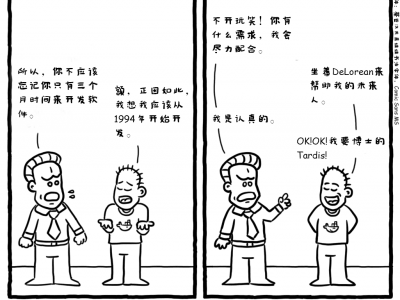 所以，你不应该
忘记你只有三个
月时间来开发软
件。
额，正因如此，
我想我应该从
1994年开始开
发。
不开玩笑！你有
什么需求，我会
尽力配合。
我是认真的。
坐着DeLorean来
帮助我的未来
人。
OK!OK!我要博士的
Tardis!
Comic Sans MS